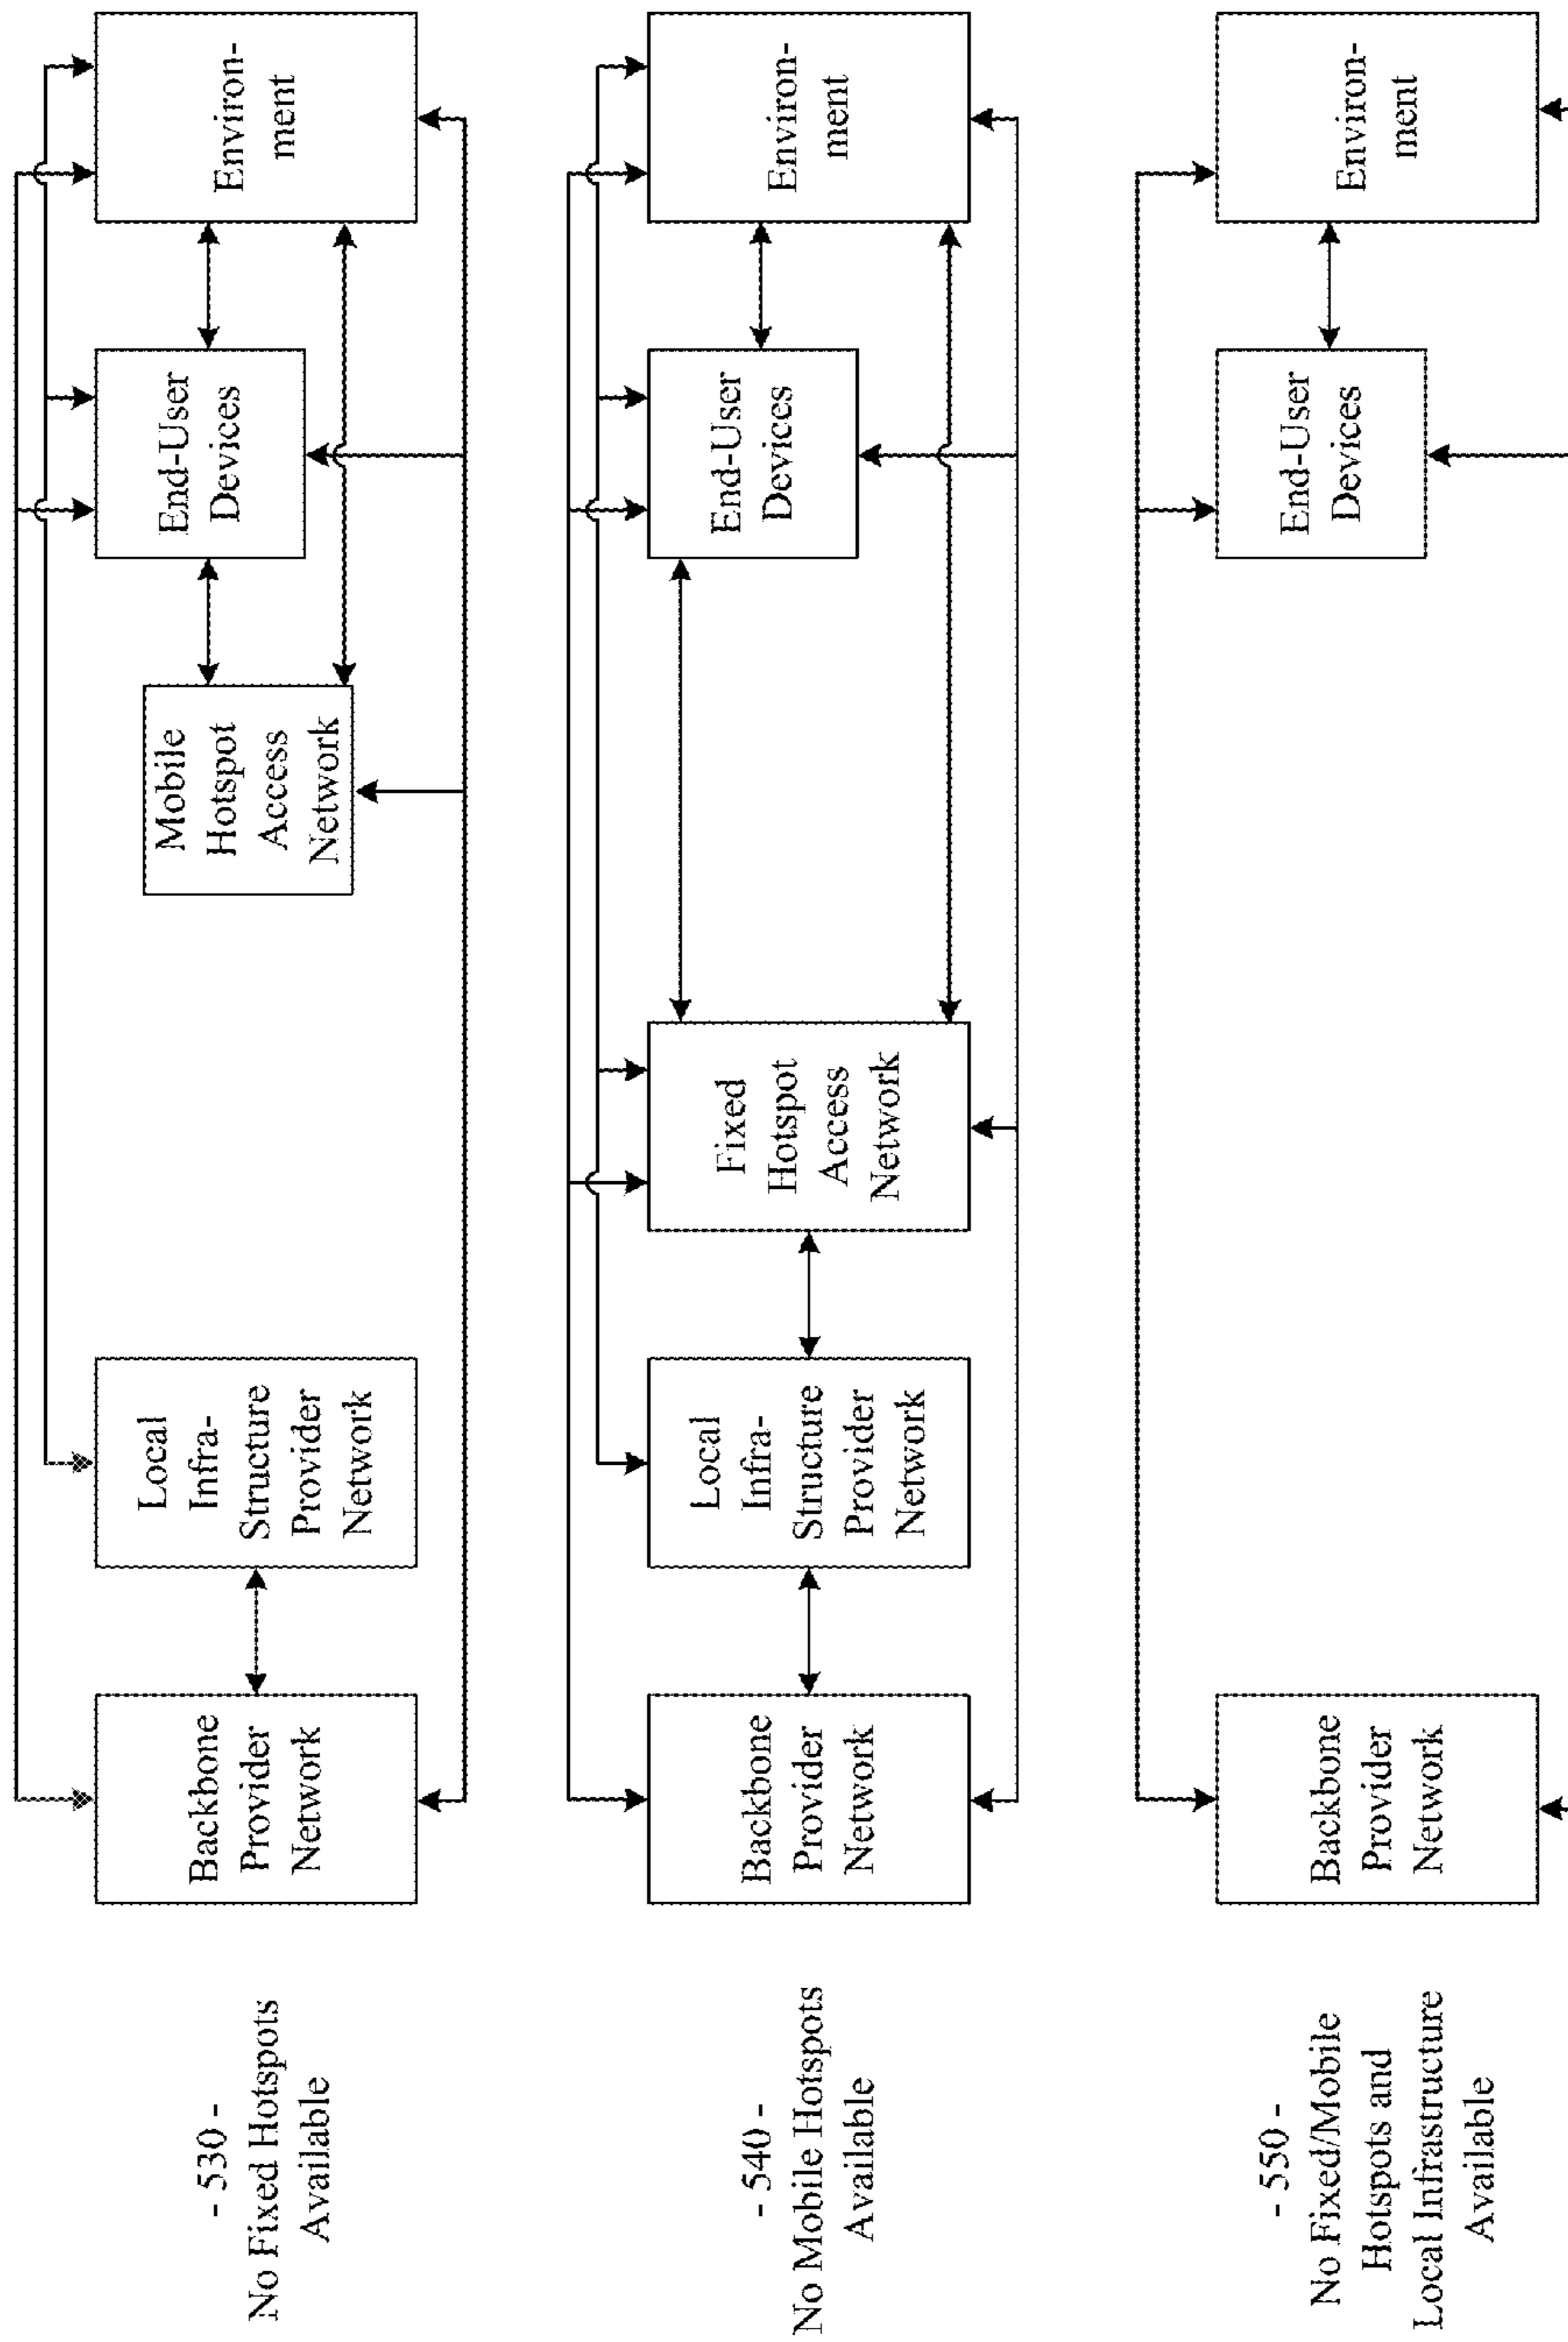 - 530 -
No Fixed Hotspots
Available
Backbone
Provider
Network
Local
Infra-
Structure
Provider
Network
Mobile
Hotspot
Access
Network
End-User
Devices
Environ-
ment
- 540 -
No Mobile Hotspots
Available
Backbone
Provider
Network
Local
Infra-
Structure
Provider
Network
Fixed
Hotspot
Access
Network
End-User
Devices
Environ-
ment
- 550 -
No Fixed/Mobile
Hotspots and
Local Infrastructure
Available
Backbone
Provider
Network
End-User
Devices
Environ-
ment